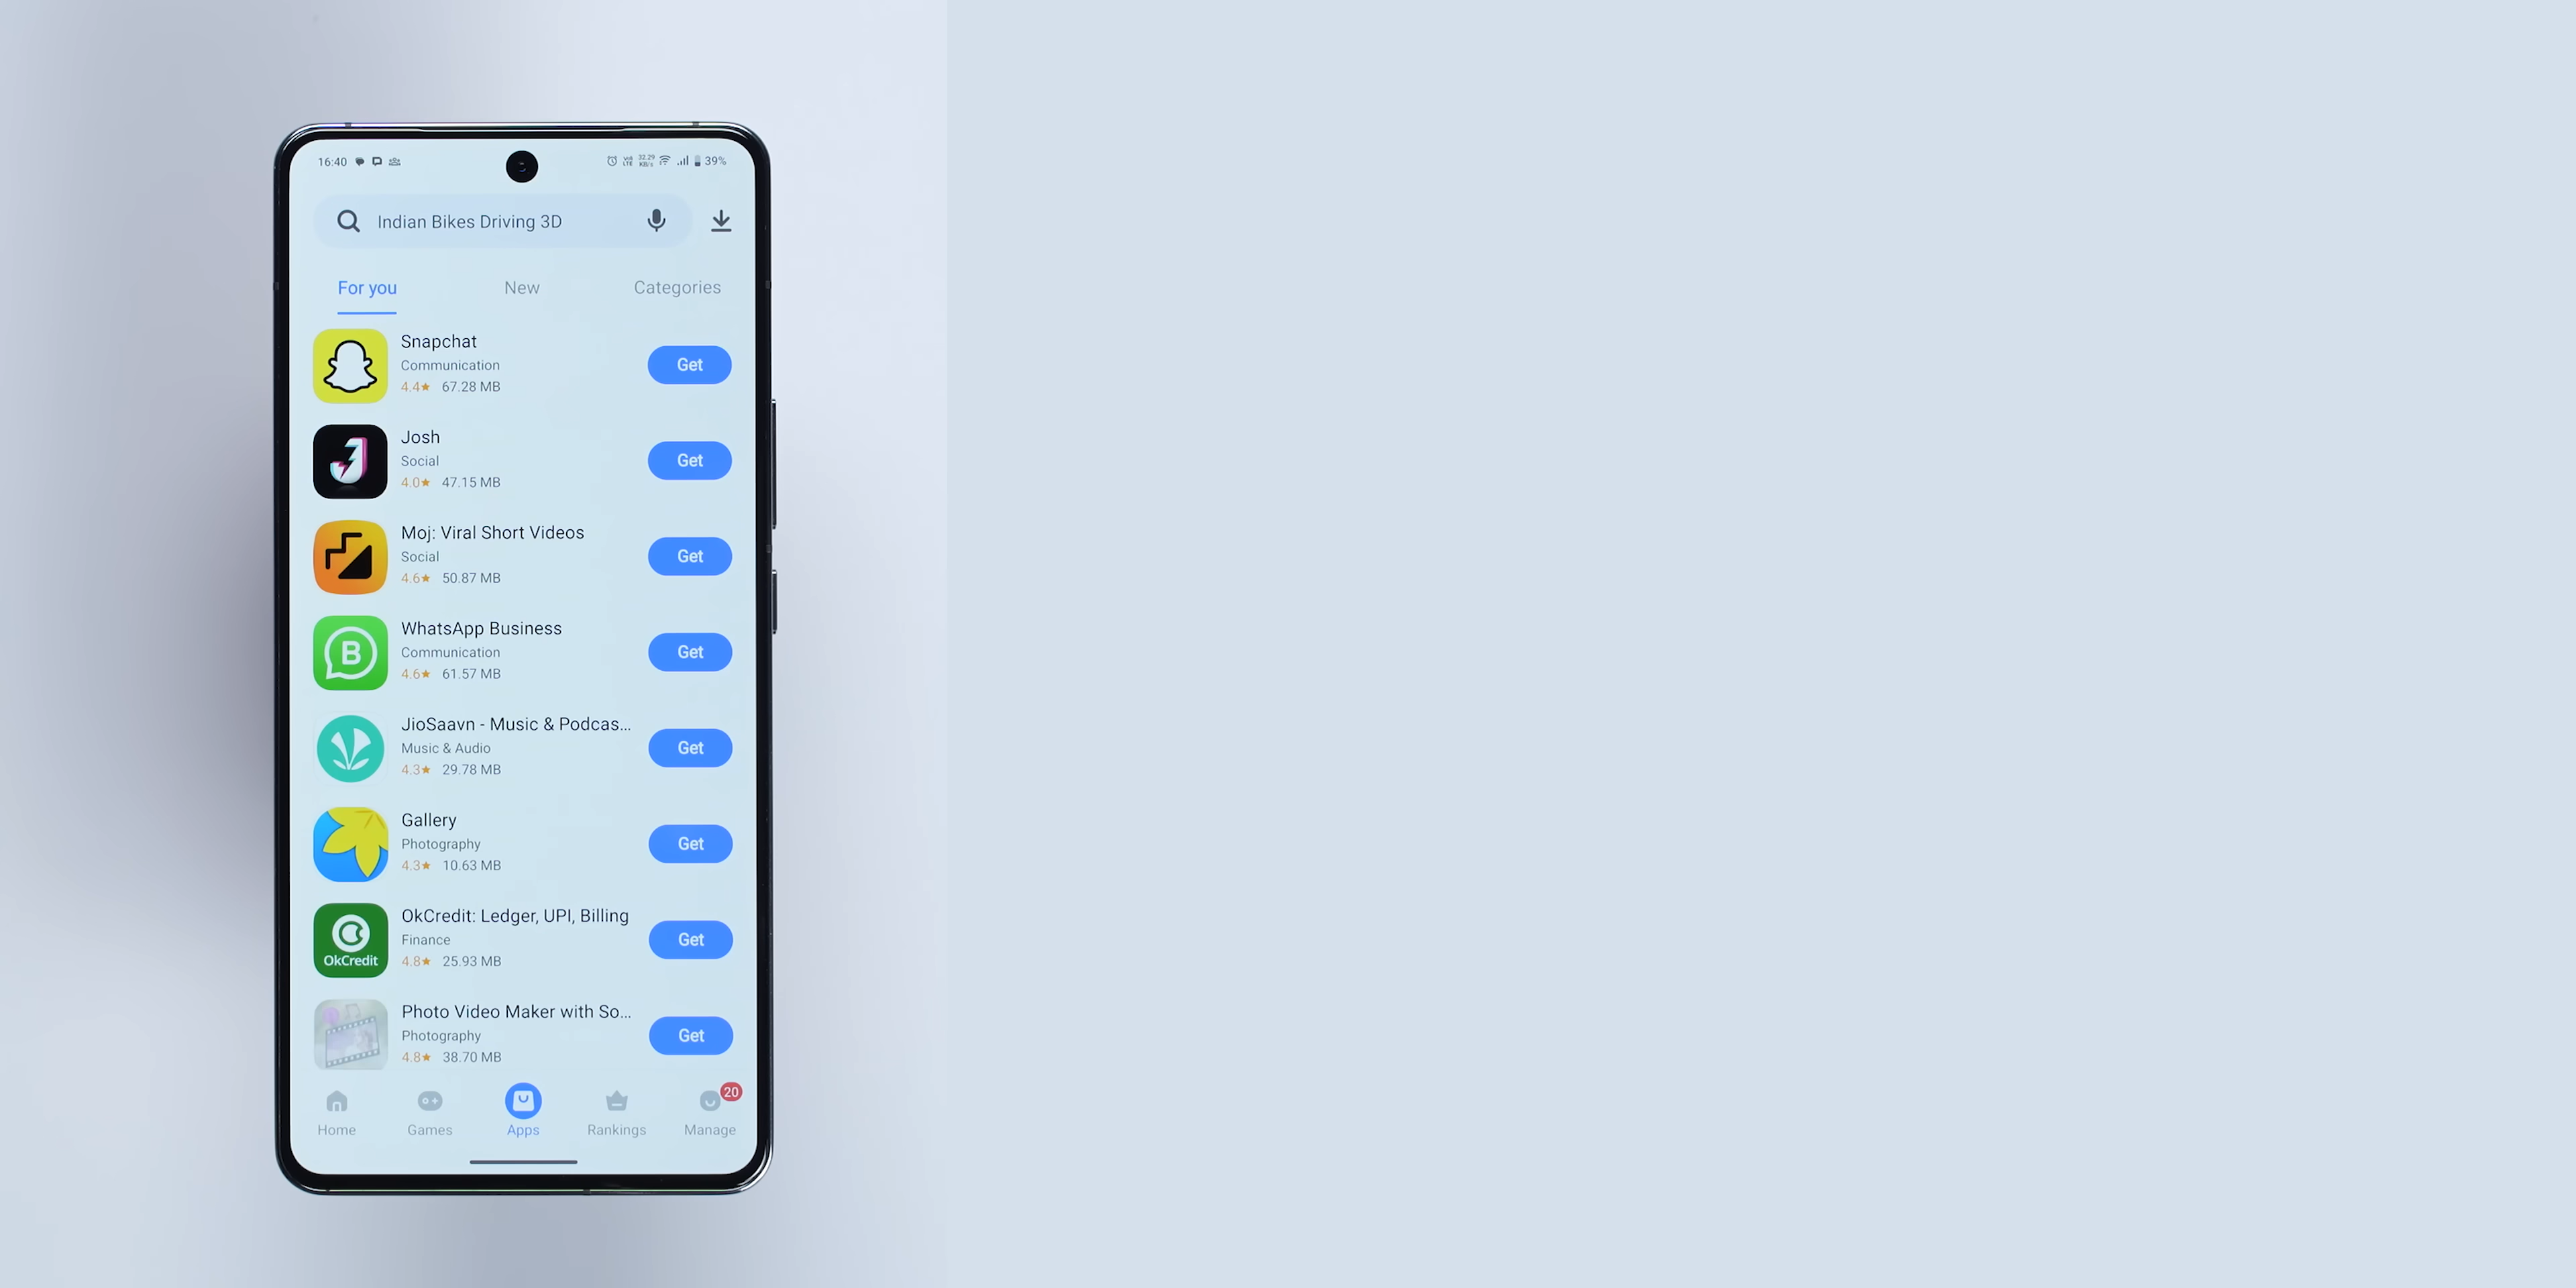 16:40
Vo) LTE 32.29 KB/s 39%
Indian Bikes Driving 3D
For you New Categories
Snapchat
Communication
4.4★ 67.28 MB
Get
Josh
Social
4.0★ 47.15 MB
Get
Moj: Viral Short Videos
Social
4.6★ 50.87 MB
Get
B
WhatsApp Business
Communication
4.6★ 61.57 MB
Get
JioSaavn - Music & Podcas...
Music & Audio
4.3★ 29.78 MB
Get
Gallery
Photography
4.3★ 10.63 MB
Get
OkCredit
OkCredit: Ledger, UPI, Billing
Finance
4.8★ 25.93 MB
Get
Photo Video Maker with So...
Photography
4.8★ 38.70 MB
Get
20
Home Games Apps Rankings Manage